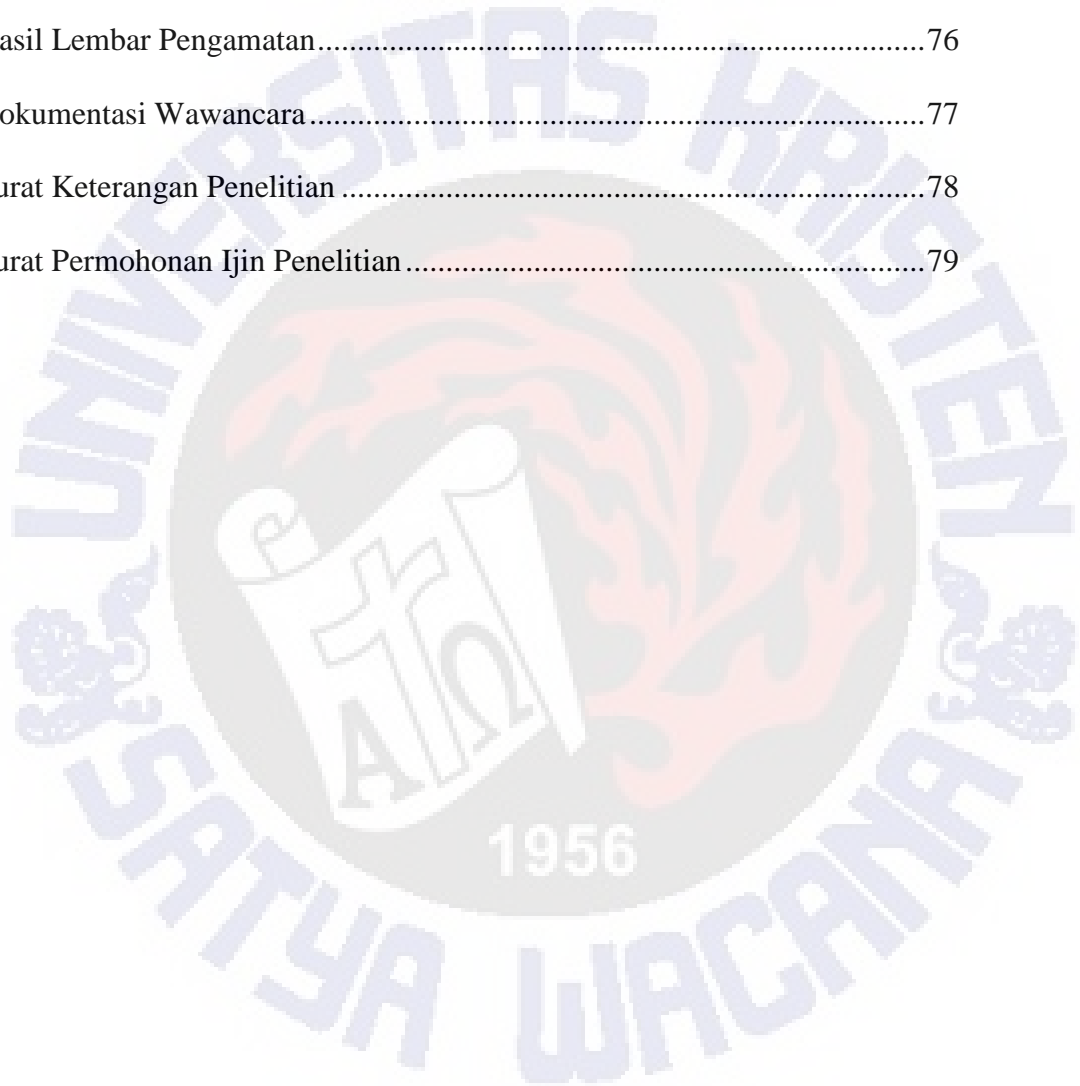 asil Lembar Pengamatan........................................................................76
okumentasi Wawancara.........................................................................77
urat Keterangan Penelitian.....................................................................78
urat Permohonan Ijin Penelitian.............................................................79
UNIVERSITAS KRISTEN
ΑΩ
1956
SATYA WACANA